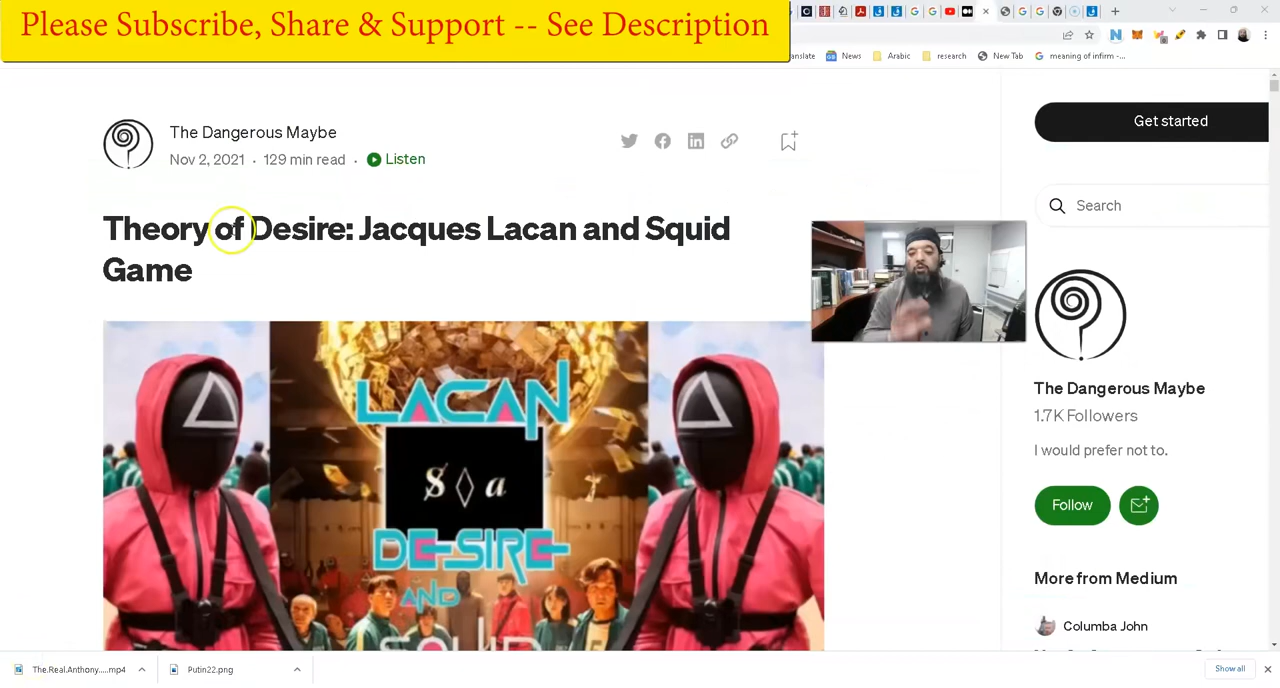 Please Subscribe, Share & Support -- See Description
anslate
News
Arabic
research
New Tab
meaning of infirm -...
The Dangerous Maybe
Nov 2, 2021 · 129 min read ·
Listen
Get started
Search
Theory of Desire: Jacques Lacan and Squid
Game
LACAN
$ ◊ a
DESIRE
AND
SQUID
The Dangerous Maybe
1.7K Followers
I would prefer not to.
Follow
More from Medium
Columba John
The.Real.Anthony.....mp4
Putin22.png
Show all